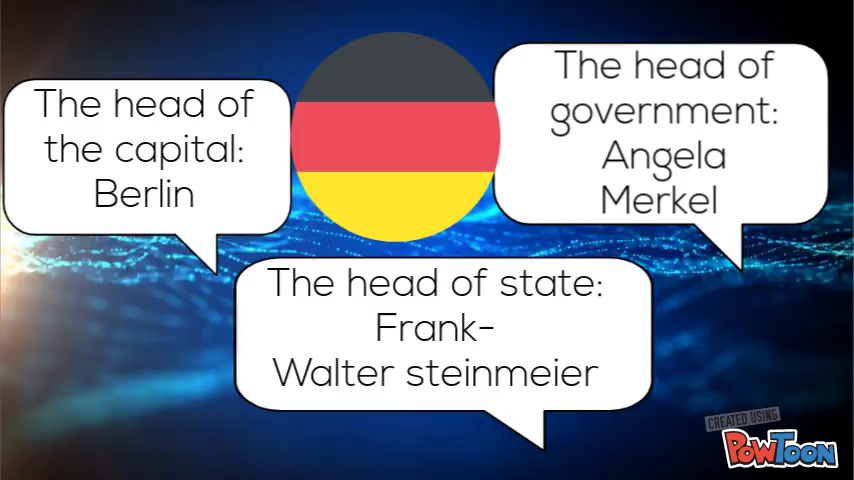 The head of
the capital:
Berlin
The head of
government:
Angela
Merkel
The head of state:
Frank-
Walter steinmeier
CREATED USING
POWTOON